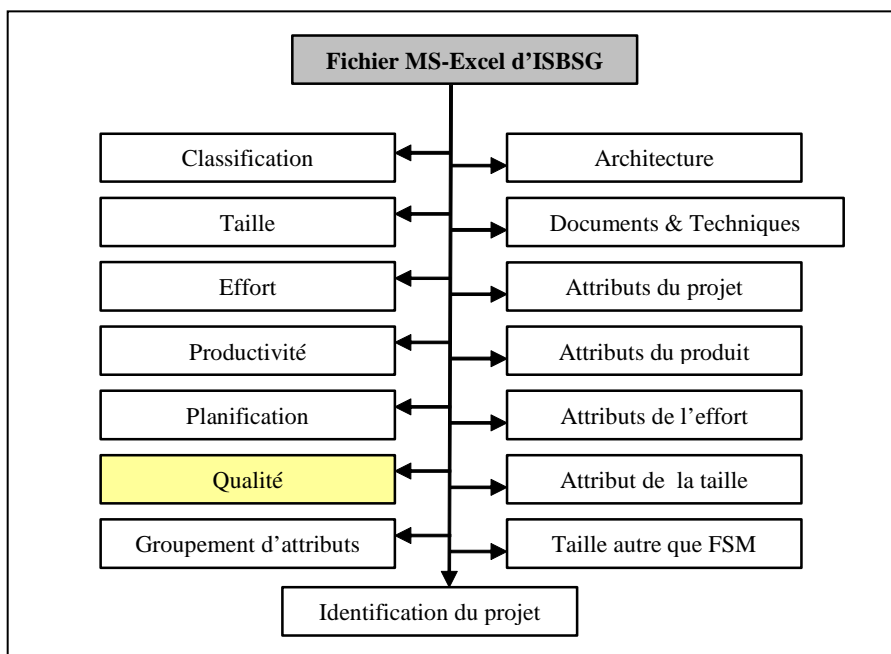 Fichier MS-Excel d'ISBSG
Classification
Architecture
Taille
Documents & Techniques
Effort
Attributs du projet
Productivité
Attributs du produit
Planification
Attributs de l'effort
Qualité
Attribut de la taille
Groupement d'attributs
Taille autre que FSM
Identification du projet